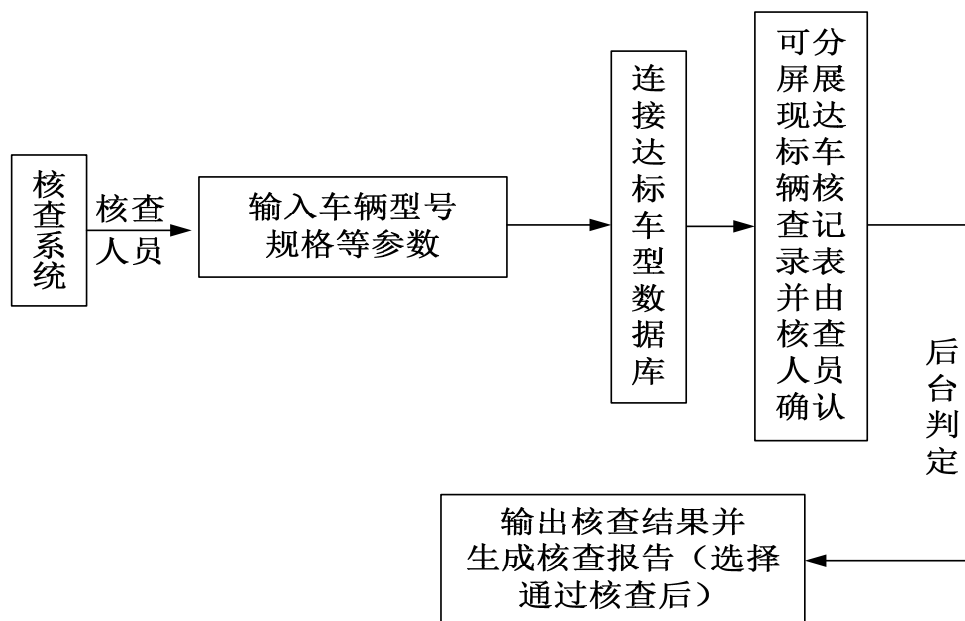 核查系统
核查
人员
输入车辆型号
规格等参数
连接达标车型数据库
可分
屏展
现达
标车
辆核
查记
录表
并由
核查
人员
确认
后台判定
输出核查结果并
生成核查报告（选择
通过核查后）